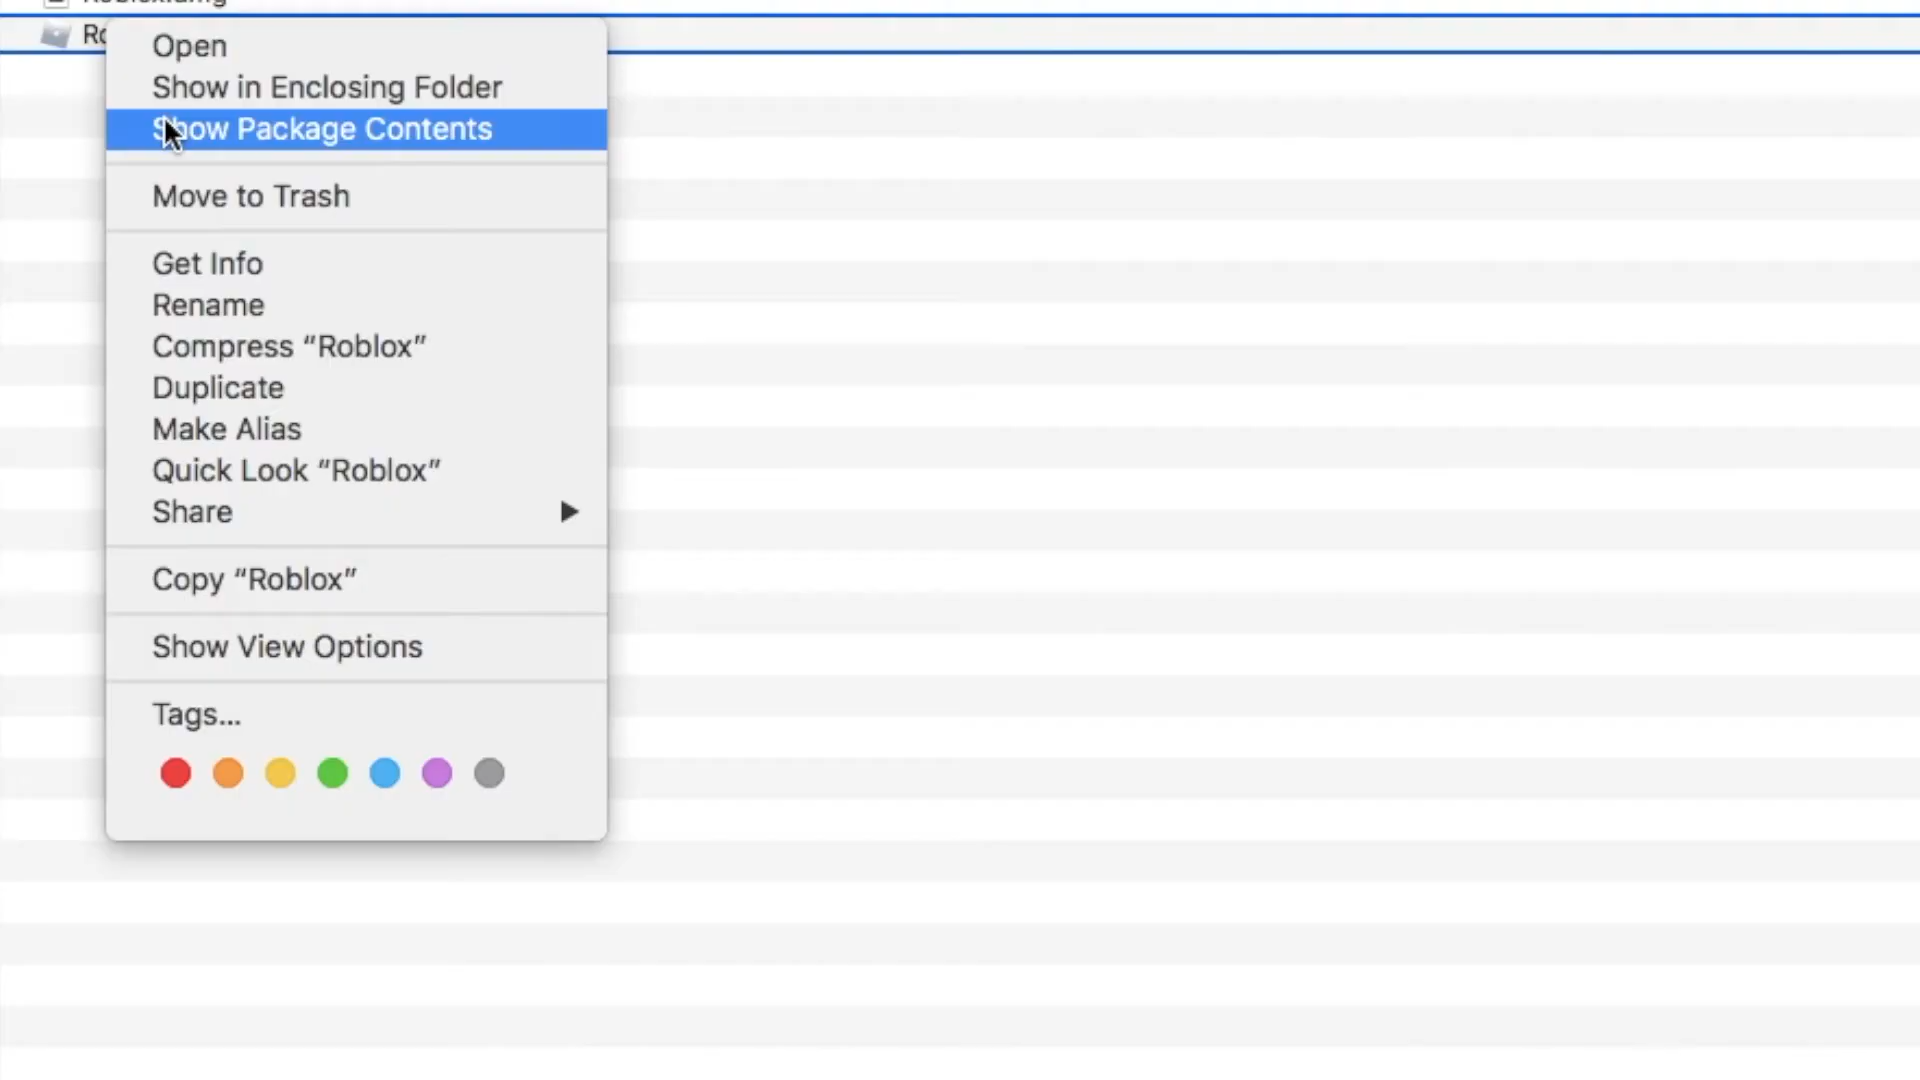 Open
Show in Enclosing Folder
Show Package Contents
Move to Trash
Get Info
Rename
Compress “Roblox”
Duplicate
Make Alias
Quick Look “Roblox”
Share
Copy “Roblox”
Show View Options
Tags...